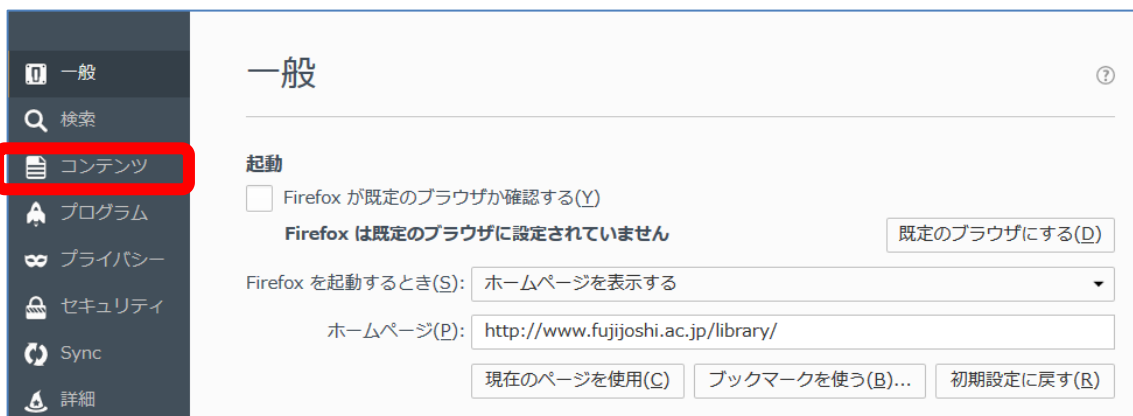 一般
検索
コンテンツ
プログラム
プライバシー
セキュリティ
Sync
詳細
一般
?
起動
Firefox が既定のブラウザか確認する(Y)
Firefox は既定のブラウザに設定されていません 既定のブラウザにする(D)
Firefox を起動するとき(S): ホームページを表示する
ホームページ(P): http://www.fujijoshi.ac.jp/library/
現在のページを使用(C) ブックマークを使う(B)... 初期設定に戻す(R)